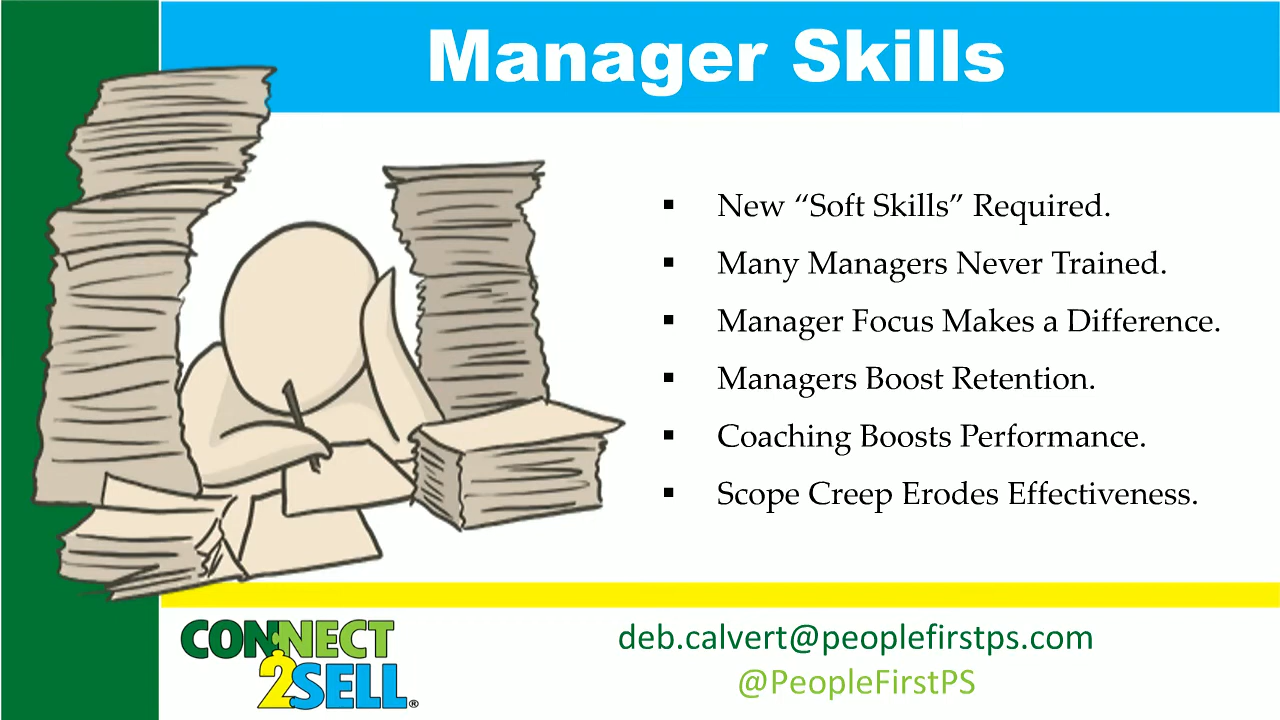 Manager Skills
▪ New “Soft Skills” Required.
▪ Many Managers Never Trained.
▪ Manager Focus Makes a Difference.
▪ Managers Boost Retention.
▪ Coaching Boosts Performance.
▪ Scope Creep Erodes Effectiveness.
CONNECT
2SELL®
deb.calvert@peoplefirstps.com
@PeopleFirstPS